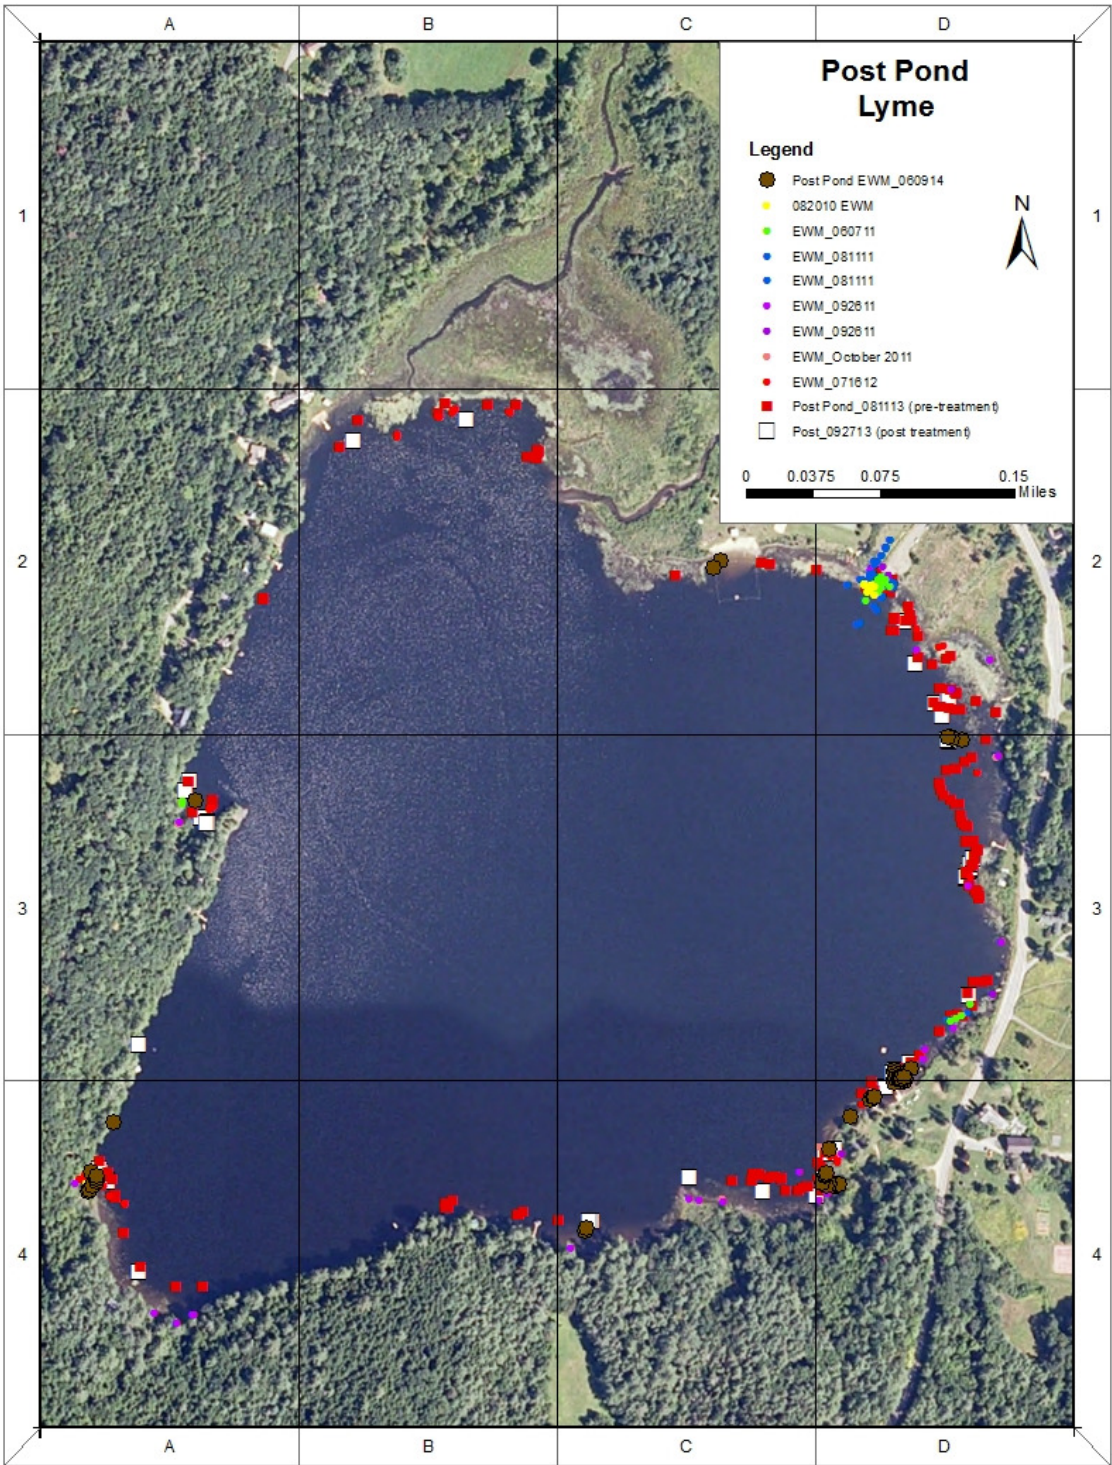 A B C D
Post Pond
Lyme
Legend
Post Pond EWM_060914
082010 EWM
EWM_060711
EWM_081111
EWM_081111
EWM_092611
EWM_092611
EWM_October 2011
EWM_071612
Post Pond_081113 (pre-treatment)
Post_092713 (post treatment)
N
0 0.0375 0.075 0.15
Miles
1 1
2 2
3 3
4 4
A B C D